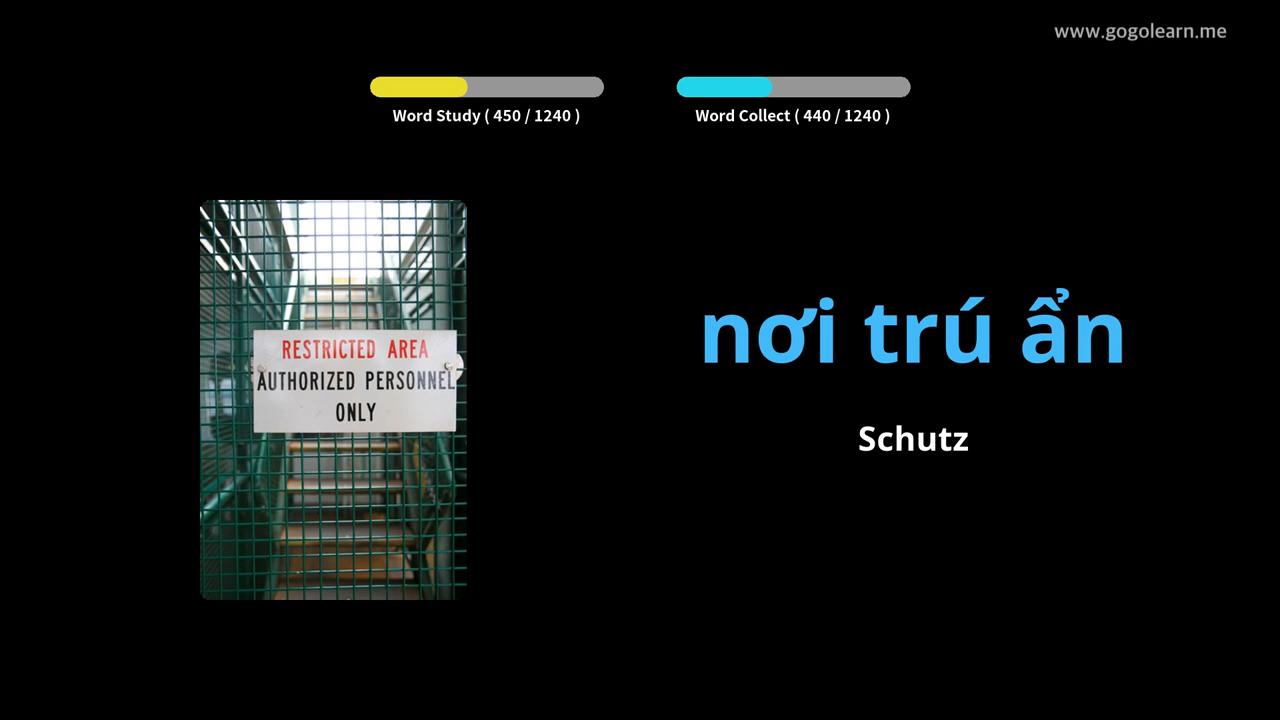 www.gogolearn.me
Word Study ( 450 / 1240 )
Word Collect ( 440 / 1240 )
RESTRICTED AREA
AUTHORIZED PERSONNEL
ONLY
nơi trú ẩn
Schutz